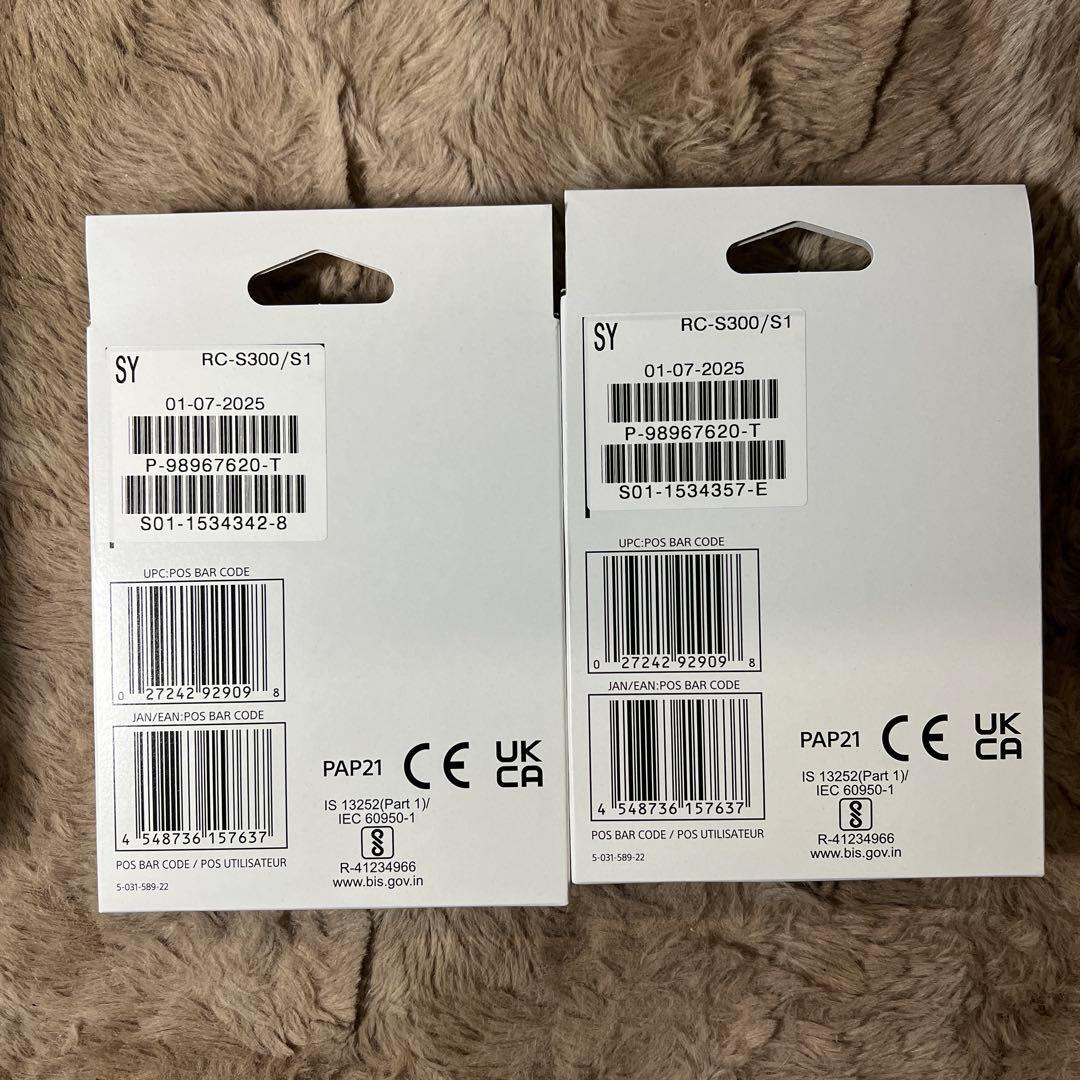 SY RC-S300/S1
01-07-2025
P-98967620-T
S01-1534342-8
UPC:POS BAR CODE
0 27242 92909 8
JAN/EAN:POS BAR CODE
4 548736 157637
POS BAR CODE / POS UTILISATEUR
5-031-589-22
PAP21 CE UK
CA
IS 13252(Part 1)/
IEC 60950-1
R-41234966
www.bis.gov.in
SY RC-S300/S1
01-07-2025
P-98967620-T
S01-1534357-E
UPC:POS BAR CODE
0 27242 92909 8
JAN/EAN:POS BAR CODE
4 548736 157637
POS BAR CODE / POS UTILISATEUR
5-031-589-22
PAP21 CE UK
CA
IS 13252(Part 1)/
IEC 60950-1
R-41234966
www.bis.gov.in